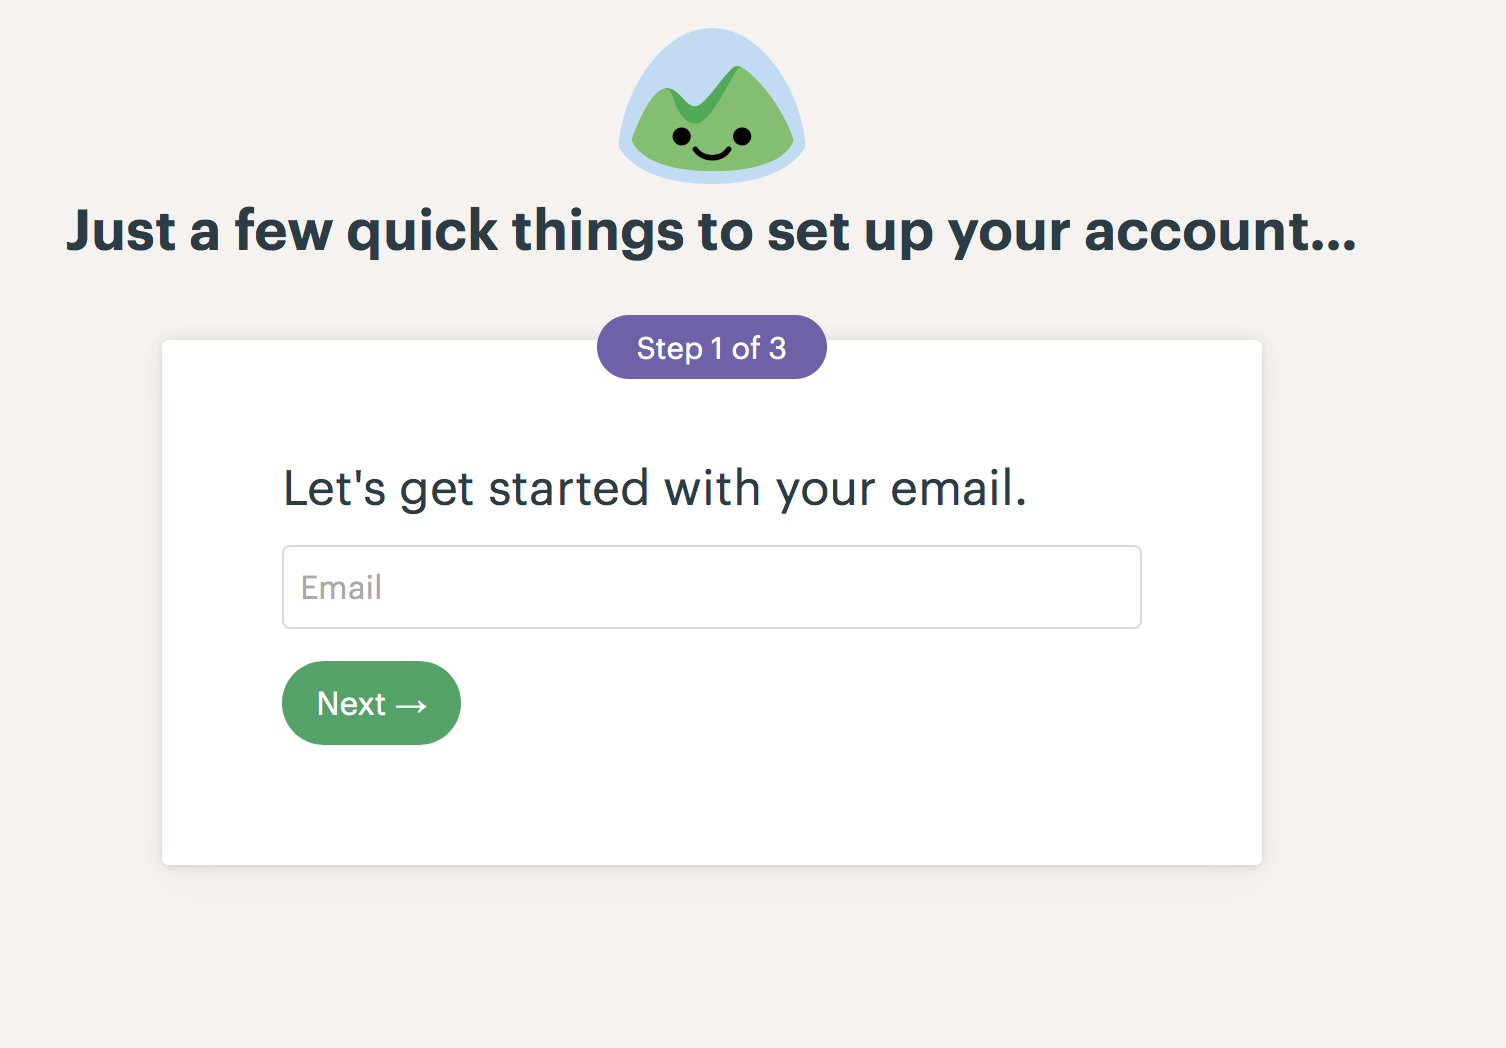 Just a few quick things to set up your account...
Step 1 of 3
Let's get started with your email.
Email
Next →